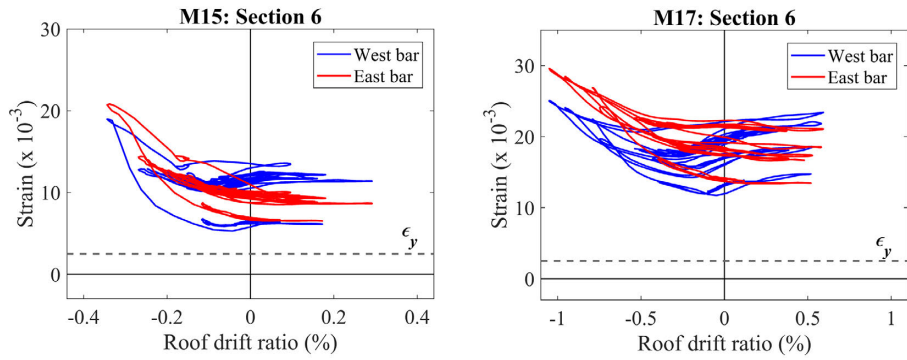 M15: Section 6
30
20
10
0
Strain (x 10⁻³)
West bar
East bar
ϵy
-0.4
-0.2
0
0.2
0.4
Roof drift ratio (%)
M17: Section 6
30
20
10
0
Strain (x 10⁻³)
West bar
East bar
ϵy
-1
-0.5
0
0.5
1
Roof drift ratio (%)